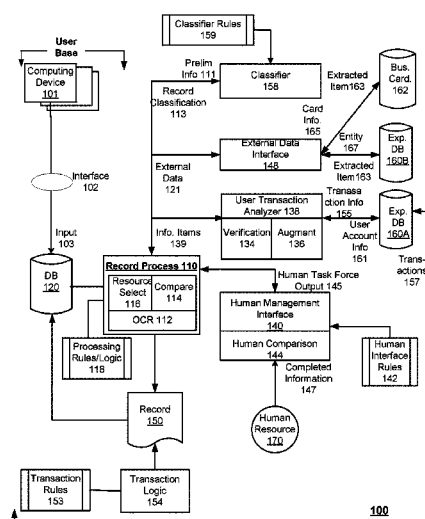 Classifier Rules
159
User
Base
Computing
Device
101
Prelim
Info 111
Record
Classification
113
Classifier
158
Extracted
Item163
Bus.
Card.
162
Card
Info.
165
Interface
102
External
Data
121
External Data
Interface
148
Entity
167
Extracted
Item163
Exp.
DB
160B
Input
103
Info. Items
139
User Transaction
Analyzer 138
Verification
134
Augment
136
Tranasa
ction Info
155
User
Account
Info
161
Exp.
DB
160A
Trans-
actions
157
DB
120
Record Process 110
Resource
Select
116
Compare
114
OCR 112
Human Task Force
Output 145
Human Management
Interface
140
Human Comparison
144
Processing
Rules/Logic
118
Human
Interface
Rules
142
Completed
Information
147
Record
150
Human
Resource
170
Transaction
Rules
153
Transaction
Logic
154
100